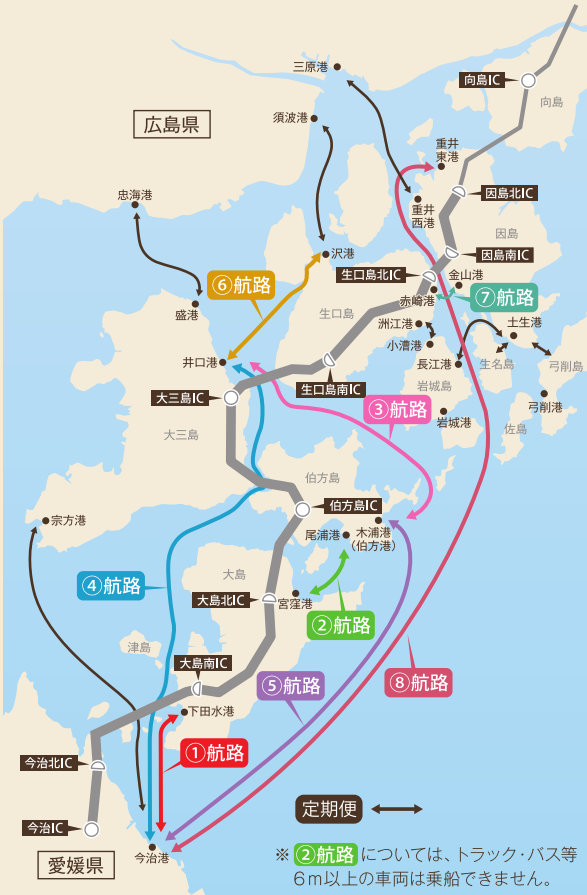 三原港
向島IC
向島
広島県
須波港
重井
東港
忠海港
因島北IC
重井
西港
因島
沢港
因島南IC
生口島北IC
金山港
⑥航路
赤崎港
⑦航路
盛港
生口島
洲江港
土生港
小漕港
井口港
長江港
生名島
弓削島
生口島南IC
岩城島
大三島IC
③航路
弓削港
岩城港
佐島
大三島
伯方島
伯方島IC
宗方港
尾浦港
木浦港
(伯方港)
大島
④航路
大島北IC
宮窪港
②航路
津島
大島南IC
⑤航路
⑧航路
下田水港
①航路
今治北IC
定期便
今治IC
今治港
愛媛県
※②航路については、トラック・バス等
6m以上の車両は乗船できません。